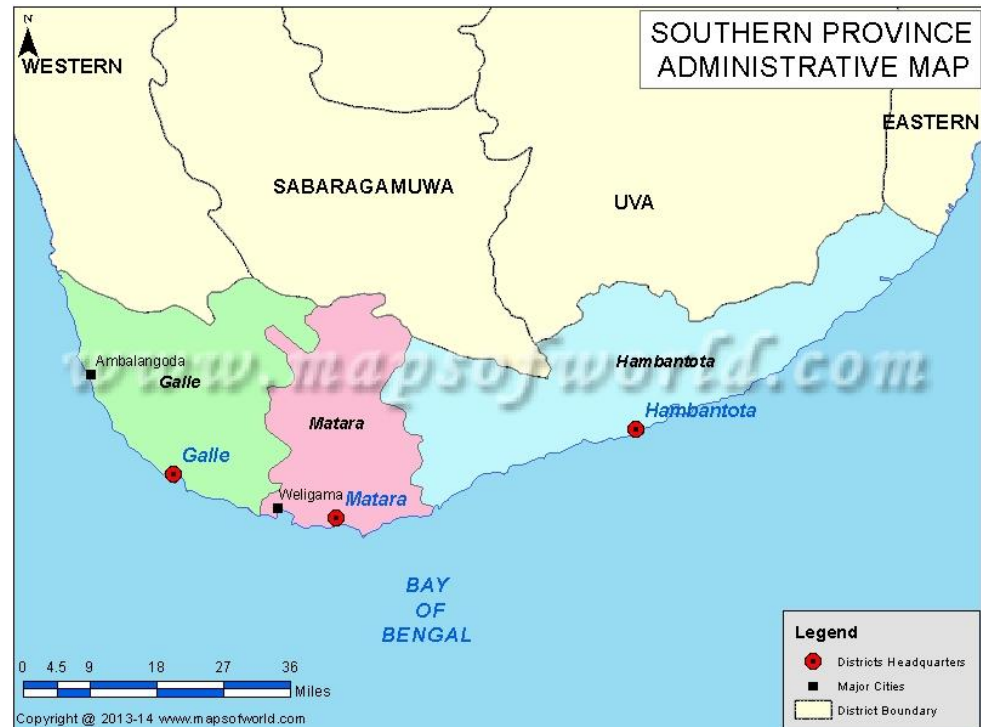 SOUTHERN PROVINCE
ADMINISTRATIVE MAP
N
WESTERN
EASTERN
SABARAGAMUWA
UVA
www.mapsofworld.com
Ambalangoda
Galle
Hambantota
Hambantota
Matara
Galle
Weligama
Matara
BAY
OF
BENGAL
Legend
Districts Headquarters
Major Cities
District Boundary
0 4.5 9 18 27 36
Miles
Copyright @ 2013-14 www.mapsofworld.com